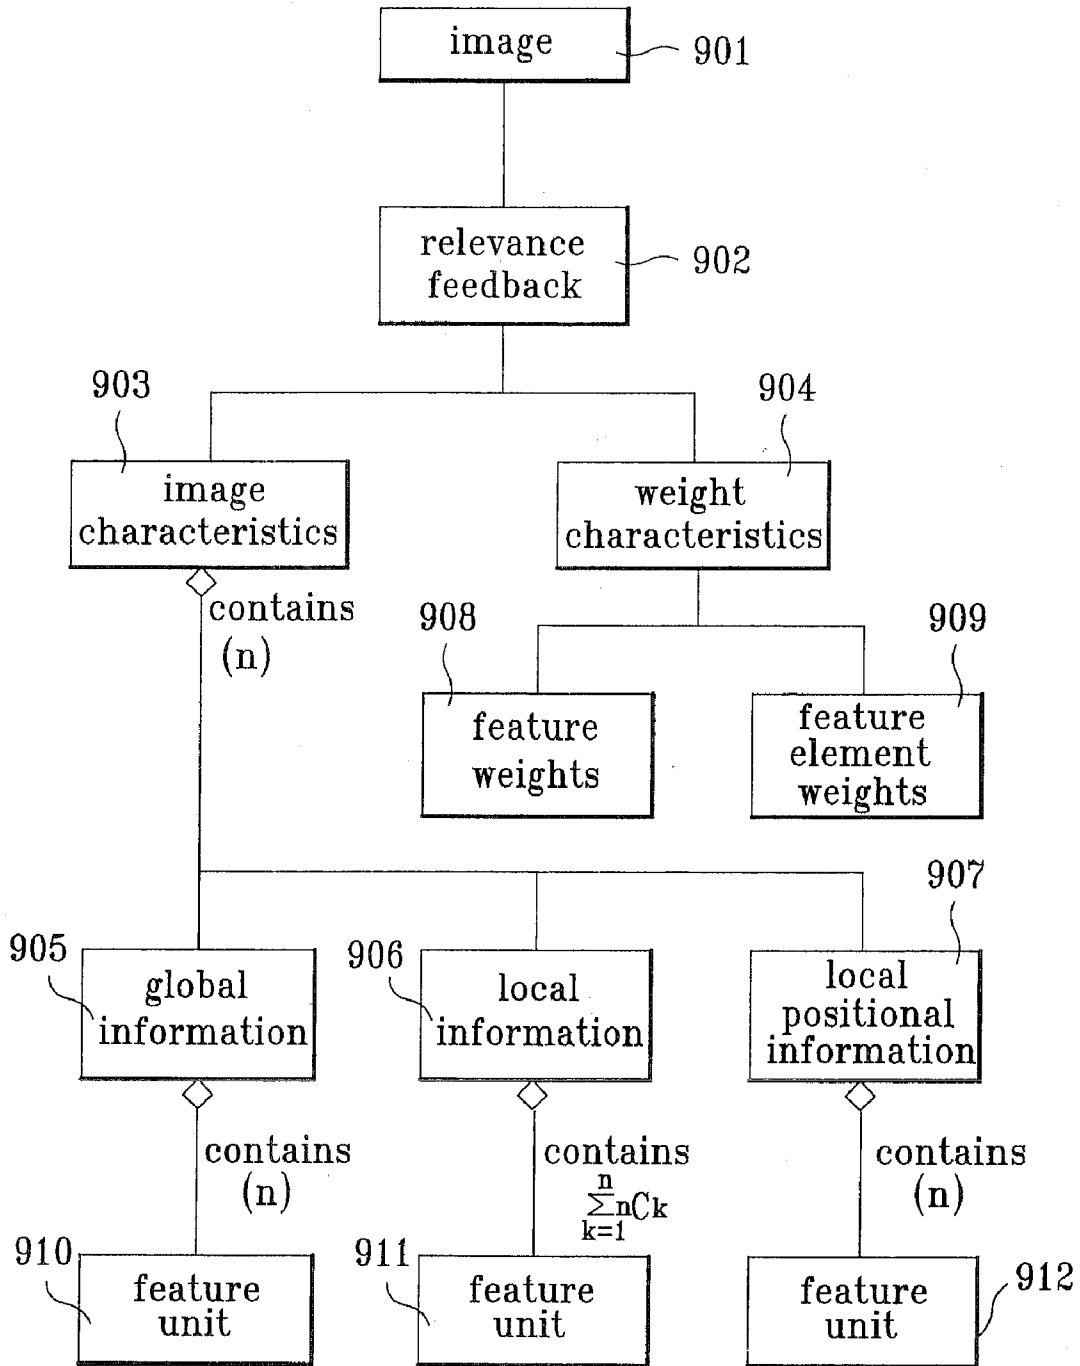 image
901
relevance
feedback
902
903
904
image
characteristics
weight
characteristics
contains
(n)
908
909
feature
weights
feature
element
weights
907
905
906
global
information
local
information
local
positional
information
contains
(n)
contains
n
∑nCk
k=1
contains
(n)
910
911
912
feature
unit
feature
unit
feature
unit